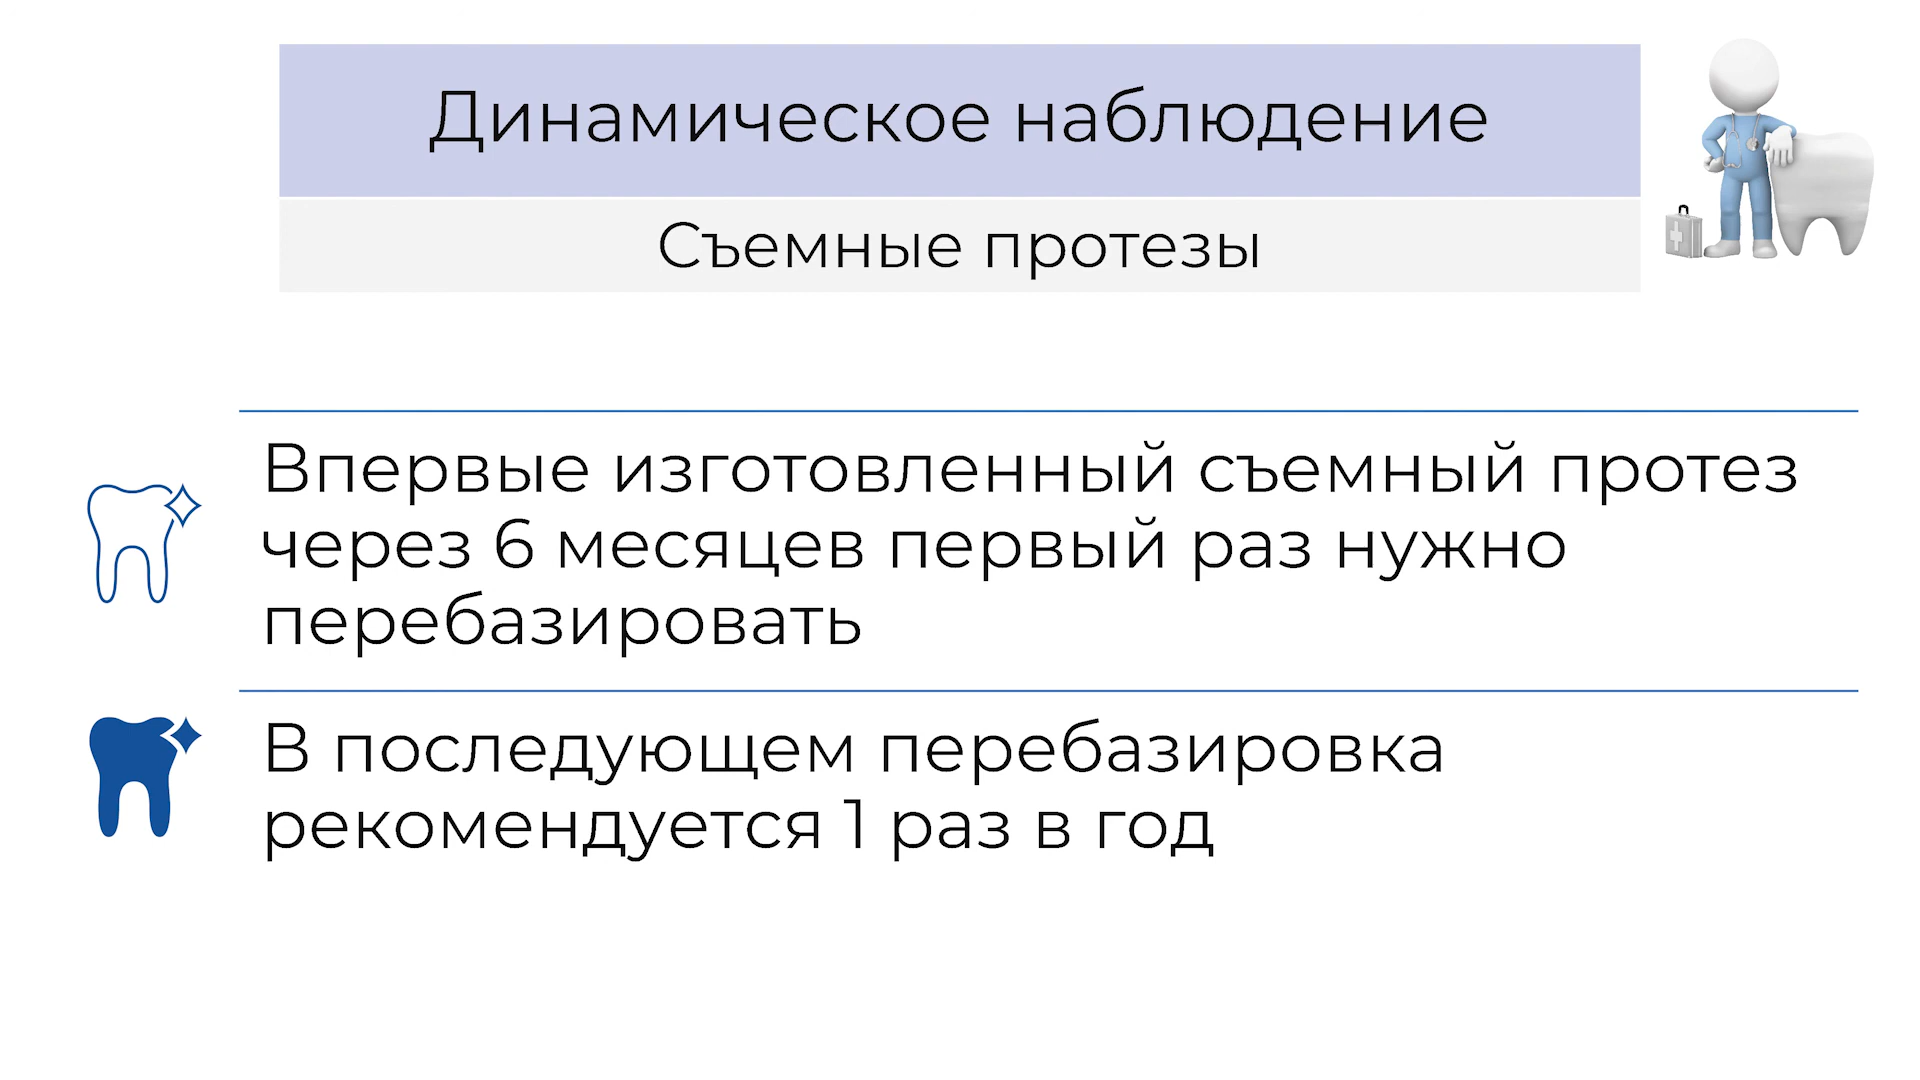 Динамическое наблюдение
Съемные протезы
Впервые изготовленный съемный протез
через 6 месяцев первый раз нужно
перебазировать
В последующем перебазировка
рекомендуется 1 раз в год